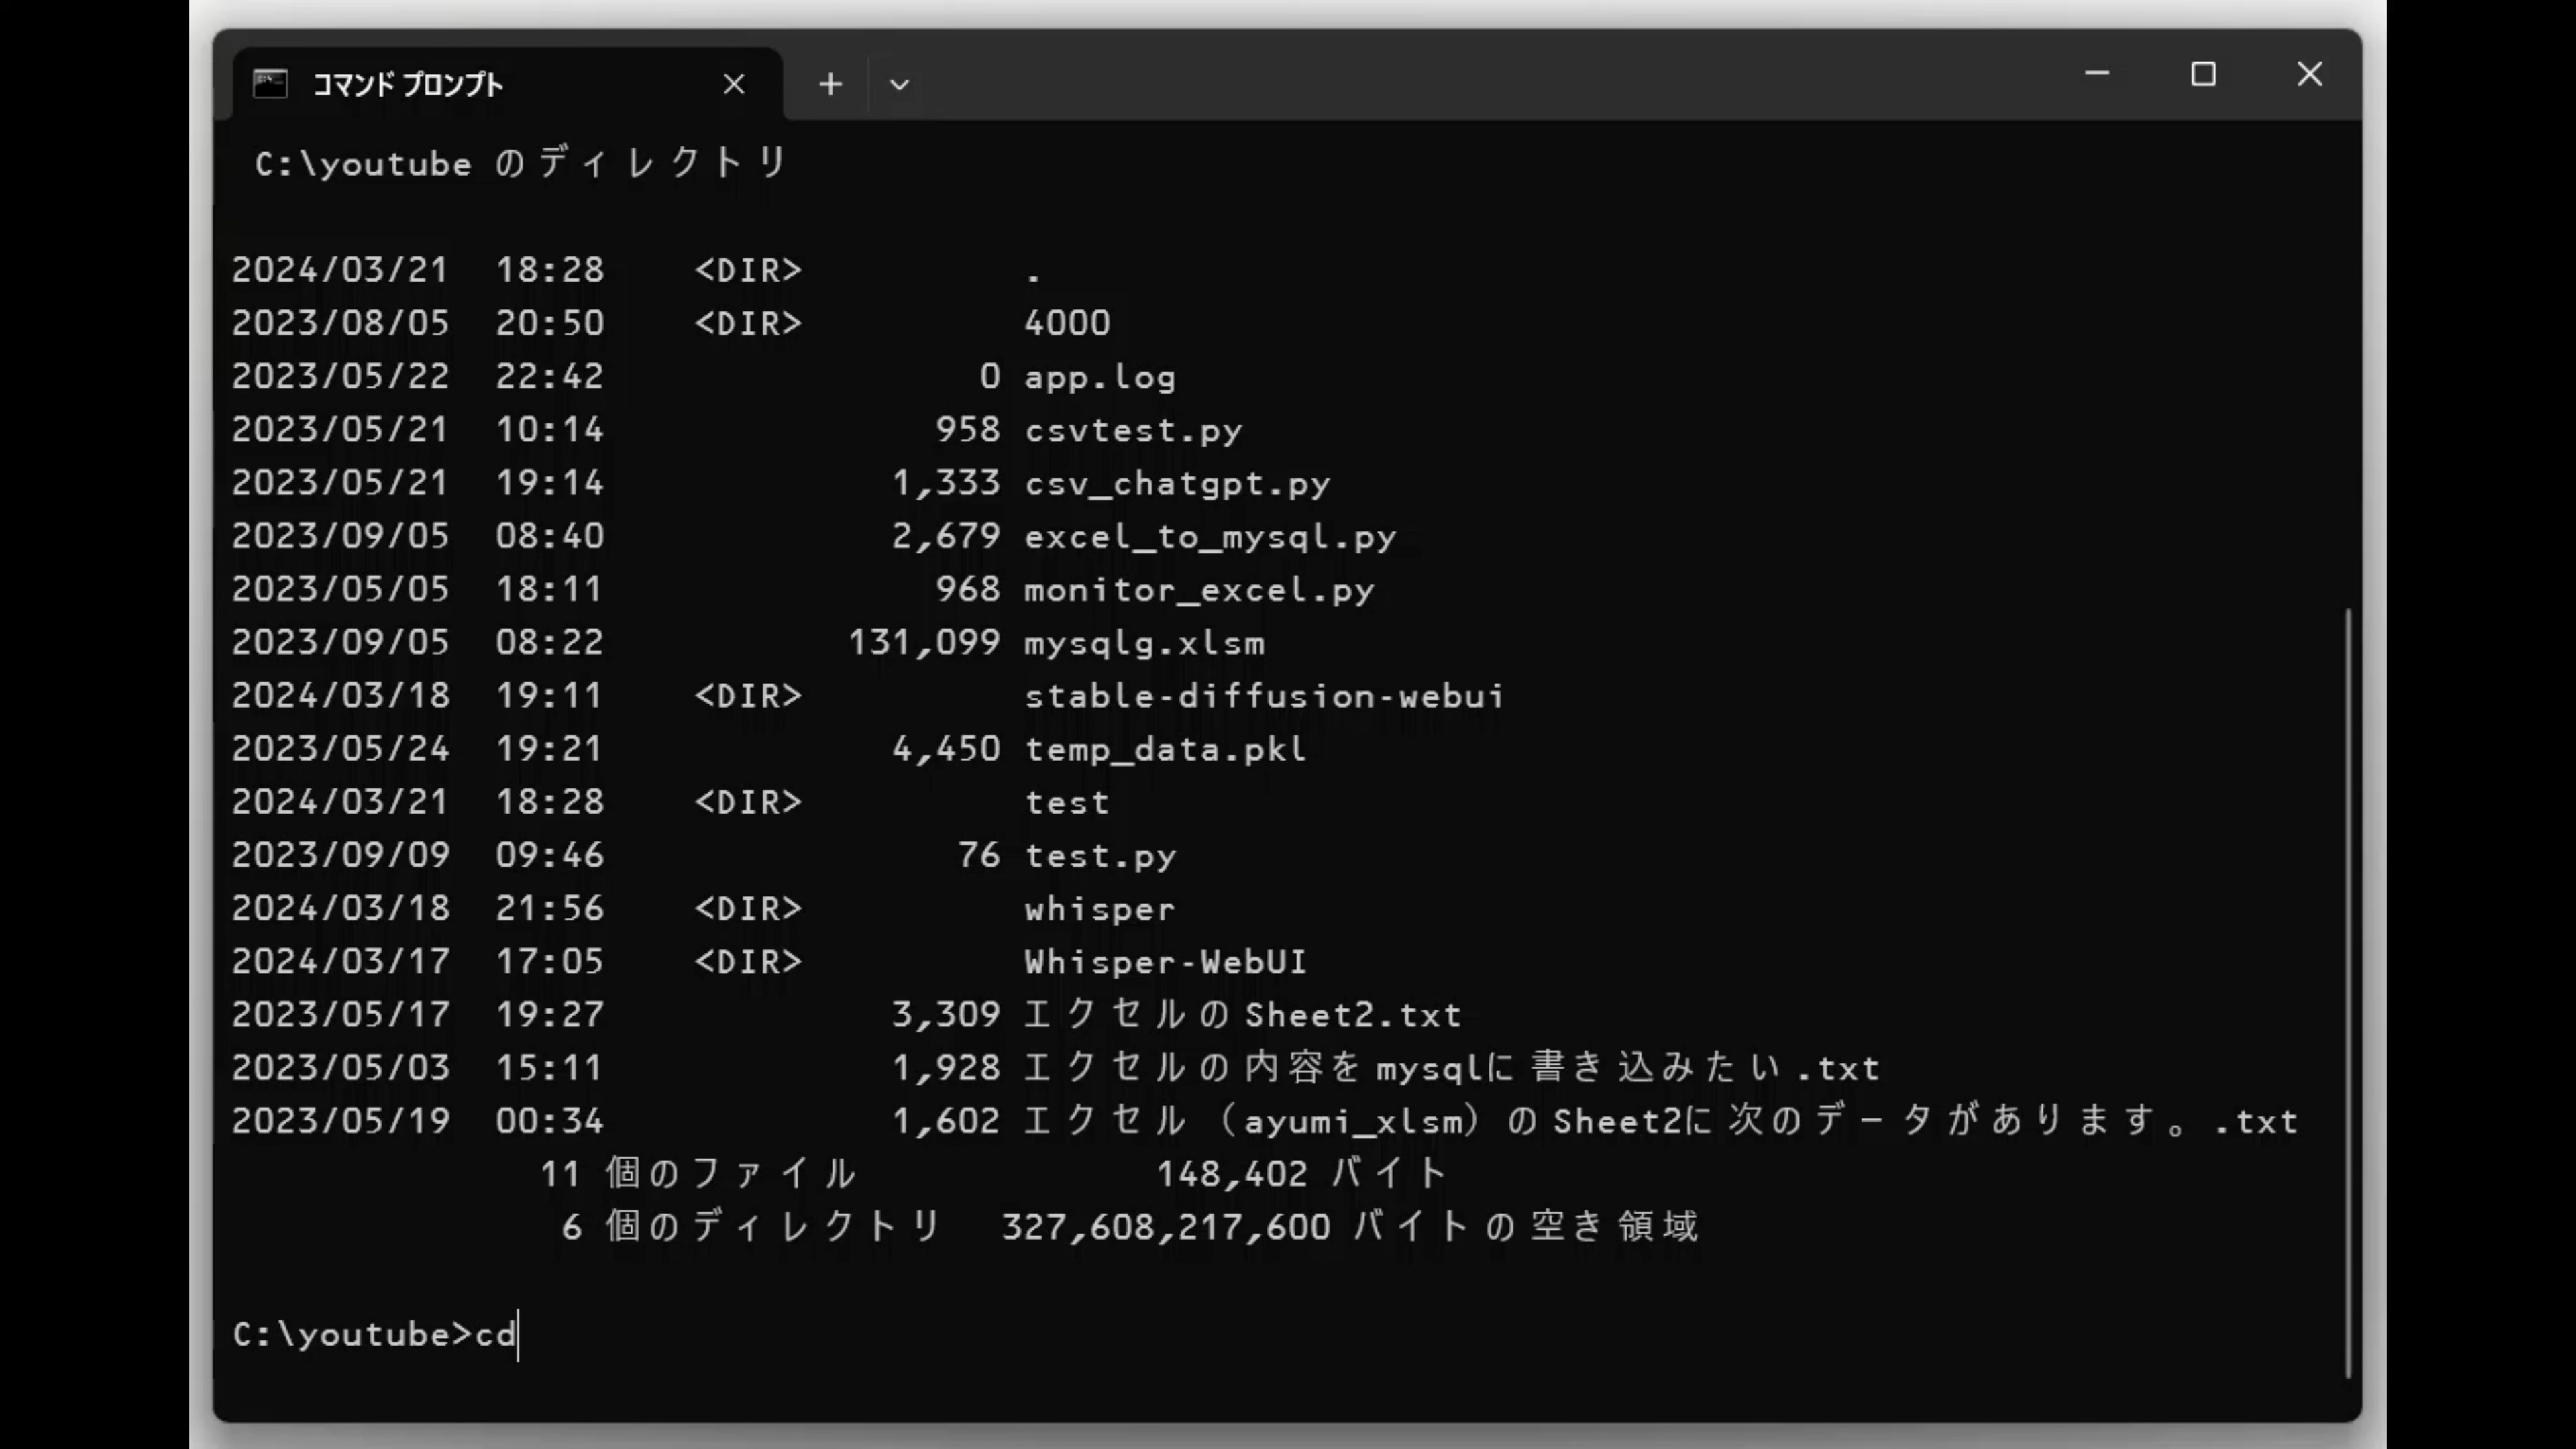 コマンド プロンプト
C:\youtube のディレクトリ
2024/03/21  18:28    <DIR>          .
2023/08/05  20:50    <DIR>          4000
2023/05/22  22:42                 0 app.log
2023/05/21  10:14               958 csvtest.py
2023/05/21  19:14             1,333 csv_chatgpt.py
2023/09/05  08:40             2,679 excel_to_mysql.py
2023/05/05  18:11               968 monitor_excel.py
2023/09/05  08:22           131,099 mysqlg.xlsm
2024/03/18  19:11    <DIR>          stable-diffusion-webui
2023/05/24  19:21             4,450 temp_data.pkl
2024/03/21  18:28    <DIR>          test
2023/09/09  09:46                76 test.py
2024/03/18  21:56    <DIR>          whisper
2024/03/17  17:05    <DIR>          Whisper-WebUI
2023/05/17  19:27             3,309 エクセルのSheet2.txt
2023/05/03  15:11             1,928 エクセルの内容をmysqlに書き込みたい.txt
2023/05/19  00:34             1,602 エクセル（ayumi_xlsm）のSheet2に次のデータがあります。.txt
11 個のファイル             148,402 バイト
6 個のディレクトリ  327,608,217,600 バイトの空き領域
C:\youtube>cd